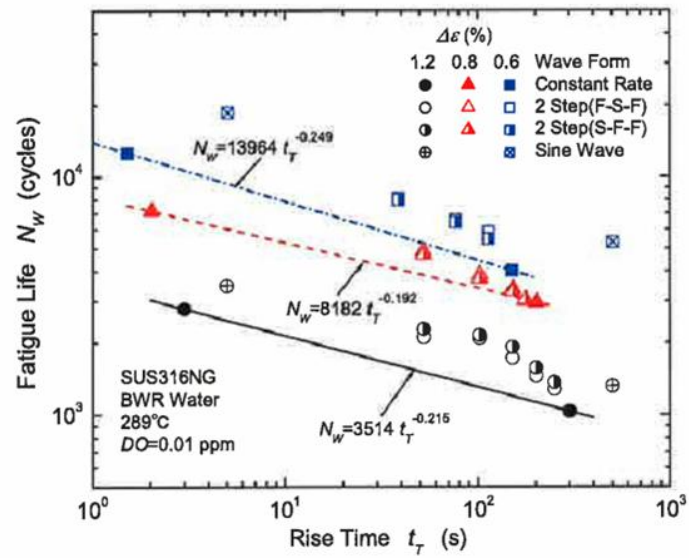 Δε (%)
1.2 0.8 0.6 Wave Form
Constant Rate
2 Step(F-S-F)
2 Step(S-F-F)
Sine Wave
N_W=13964 t_T^-0.249
N_W=8182 t_T^-0.192
N_W=3514 t_T^-0.215
SUS316NG
BWR Water
289°C
DO=0.01 ppm
Fatigue Life N_W (cycles)
10^4
10^3
10^0 10^1 10^2 10^3
Rise Time t_T (s)